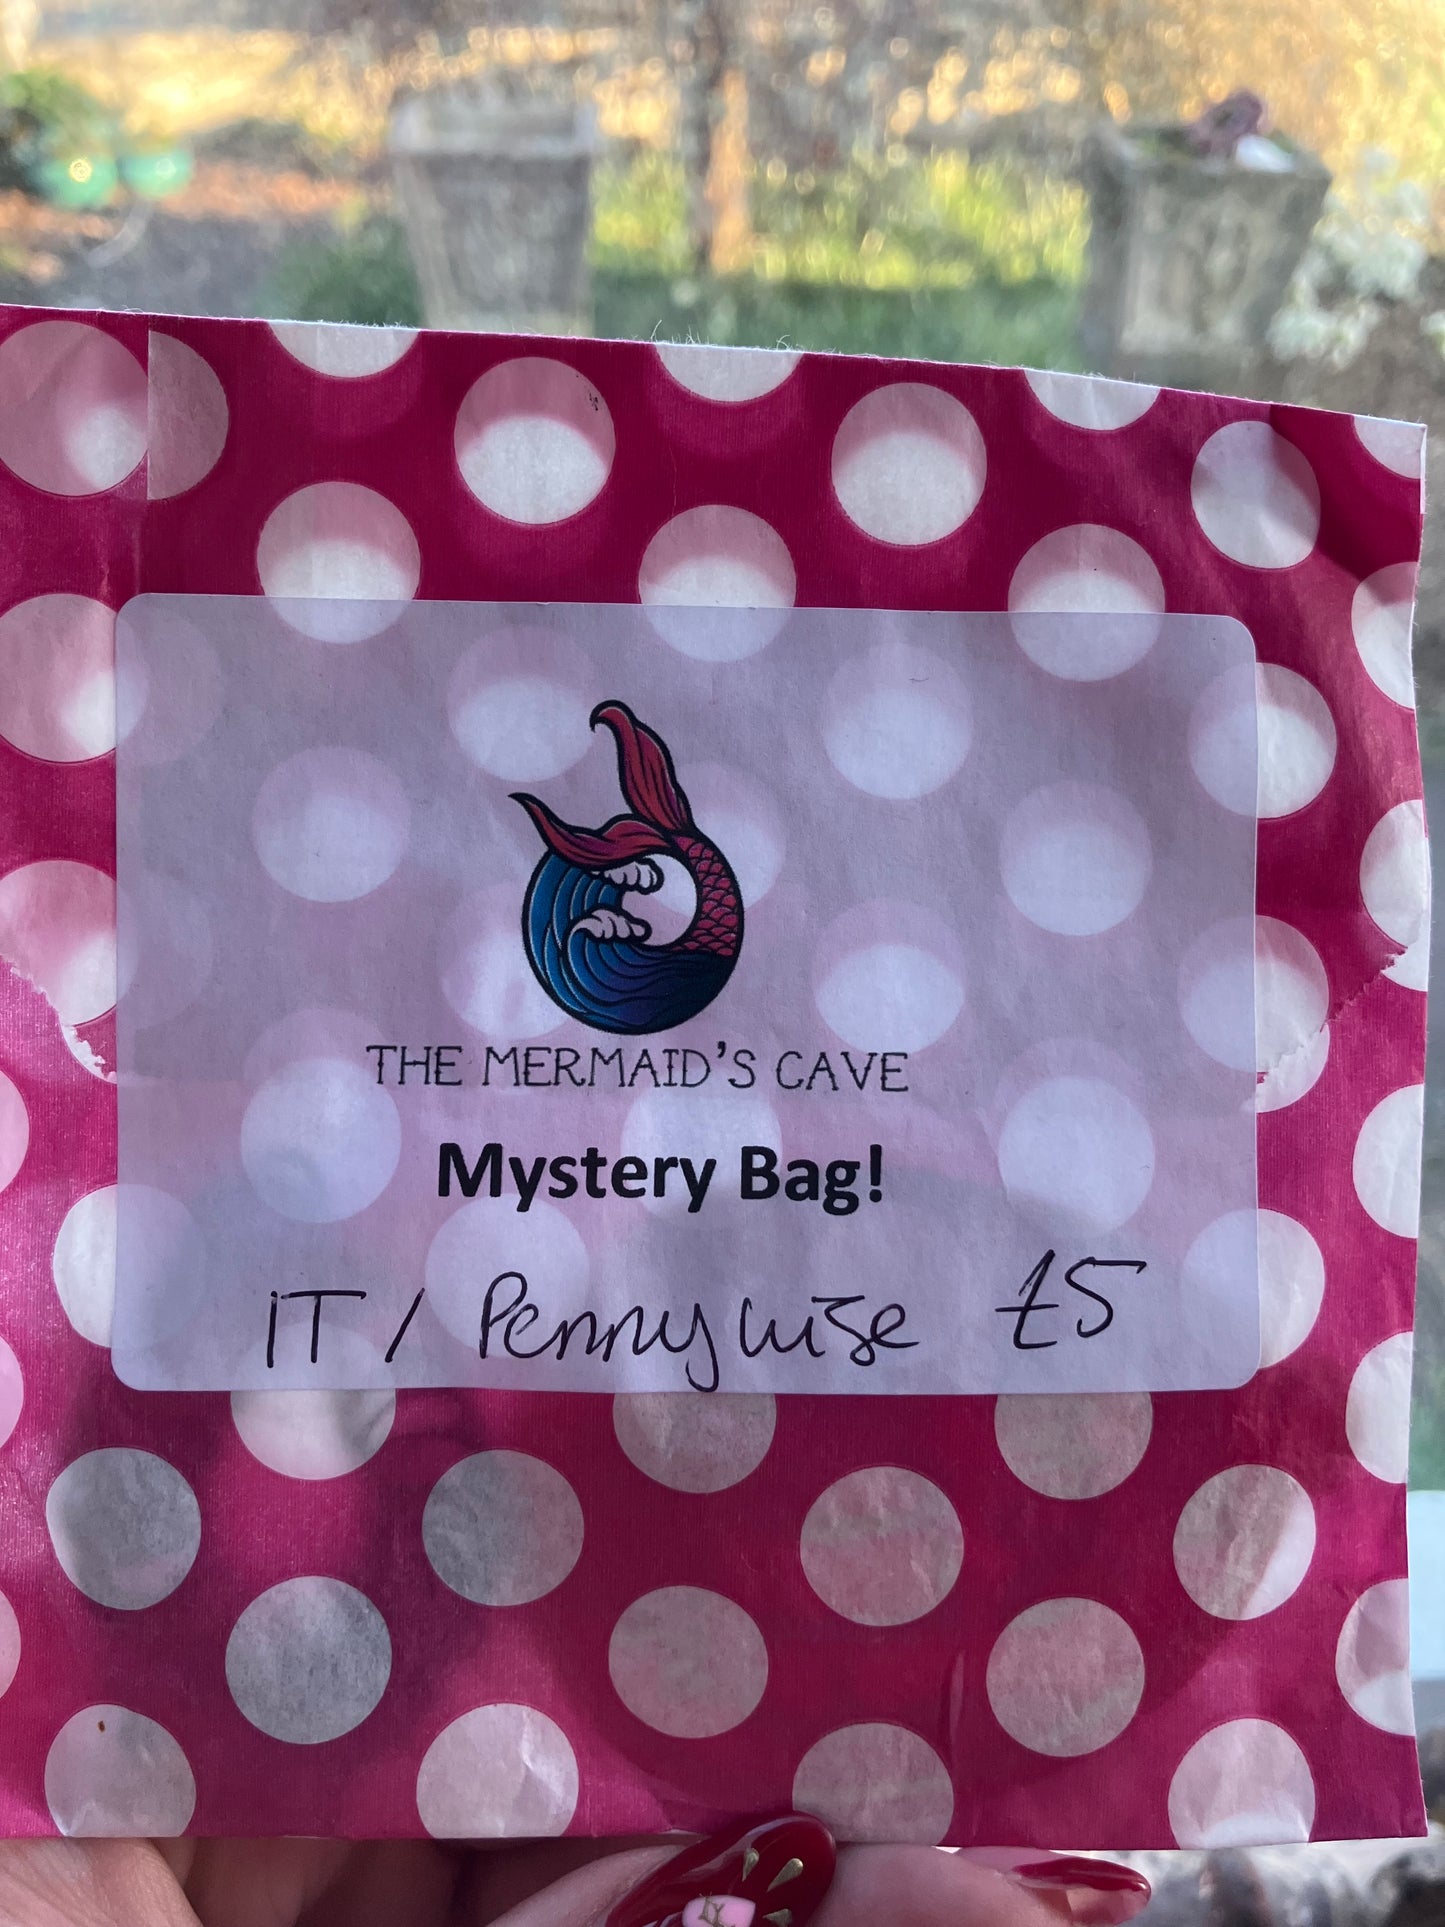 THE MERMAID'S CAVE
Mystery Bag!
IT / Pennywise £5